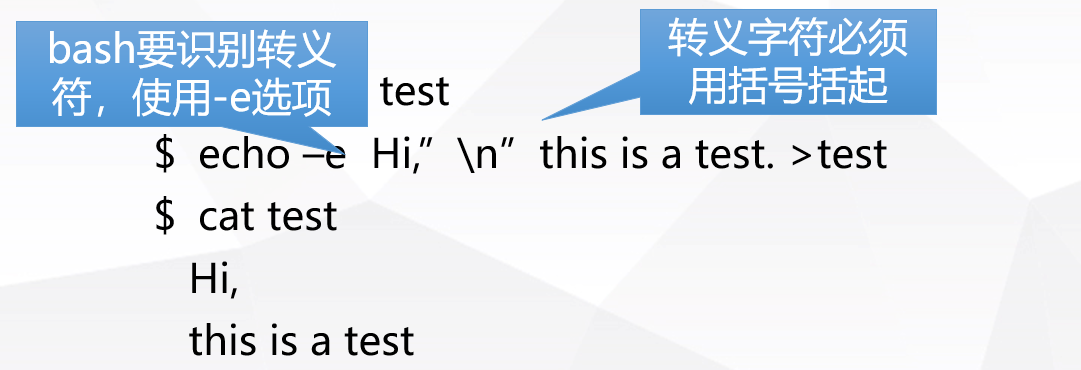 bash要识别转义
符，使用-e选项
转义字符必须
用括号括起
test
$ echo –e Hi,”\n” this is a test. >test
$ cat test
Hi,
this is a test